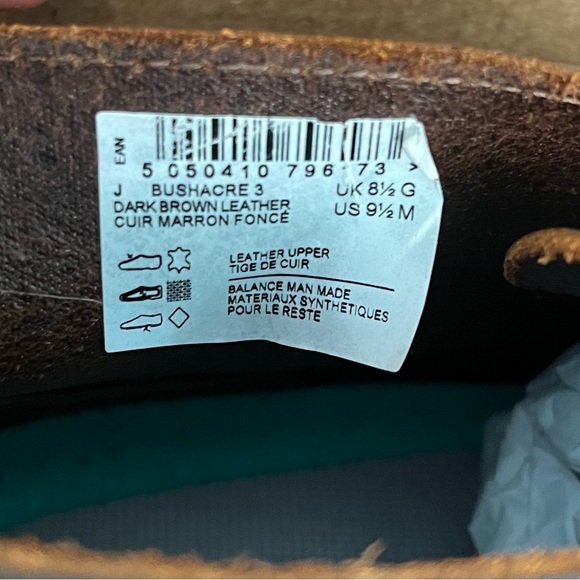 EAN
5 050410 796173 >
J BUSHACRE 3 UK 8½ G
DARK BROWN LEATHER US 9½ M
CUIR MARRON FONCÉ
LEATHER UPPER
TIGE DE CUIR
BALANCE MAN MADE
MATERIAUX SYNTHETIQUES
POUR LE RESTE